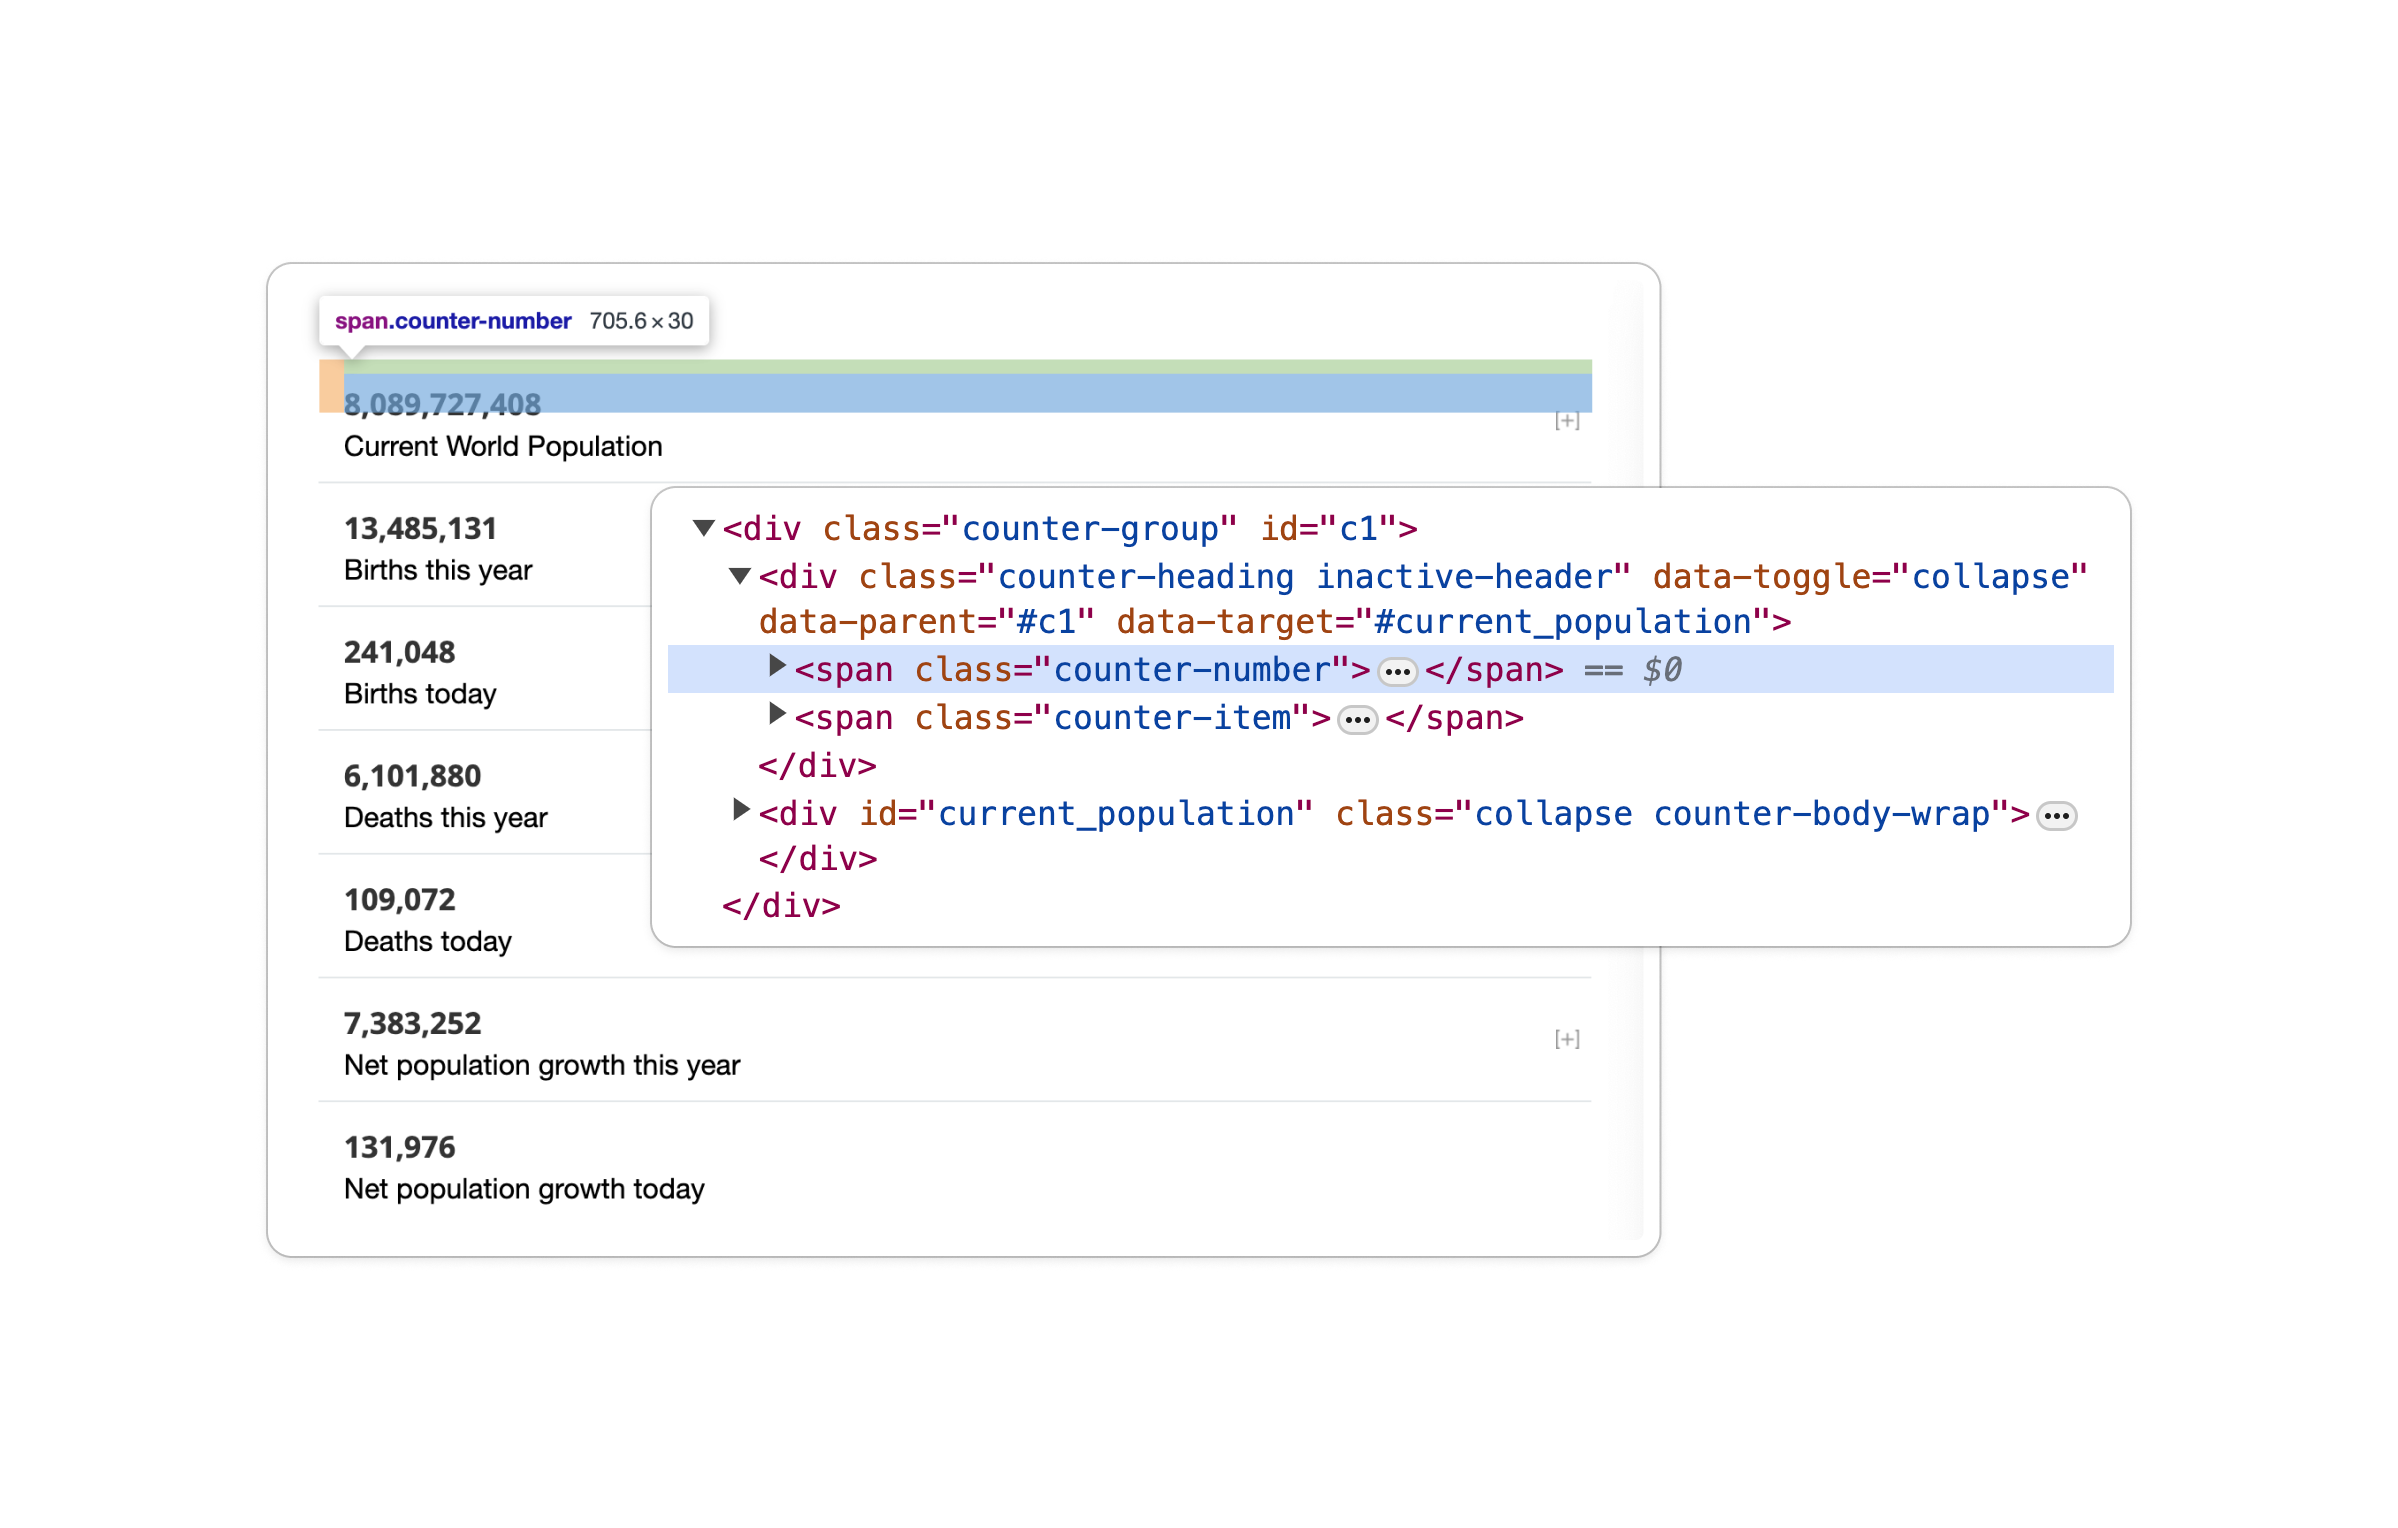 span.counter-number 705.6×30
8,089,727,408
[+]
Current World Population
13,485,131
Births this year
241,048
Births today
6,101,880
Deaths this year
109,072
Deaths today
7,383,252
[+]
Net population growth this year
131,976
Net population growth today
<div class="counter-group" id="c1">
<div class="counter-heading inactive-header" data-toggle="collapse"
data-parent="#c1" data-target="#current_population">
<span class="counter-number">…</span> == $0
<span class="counter-item">…</span>
</div>
<div id="current_population" class="collapse counter-body-wrap">…
</div>
</div>